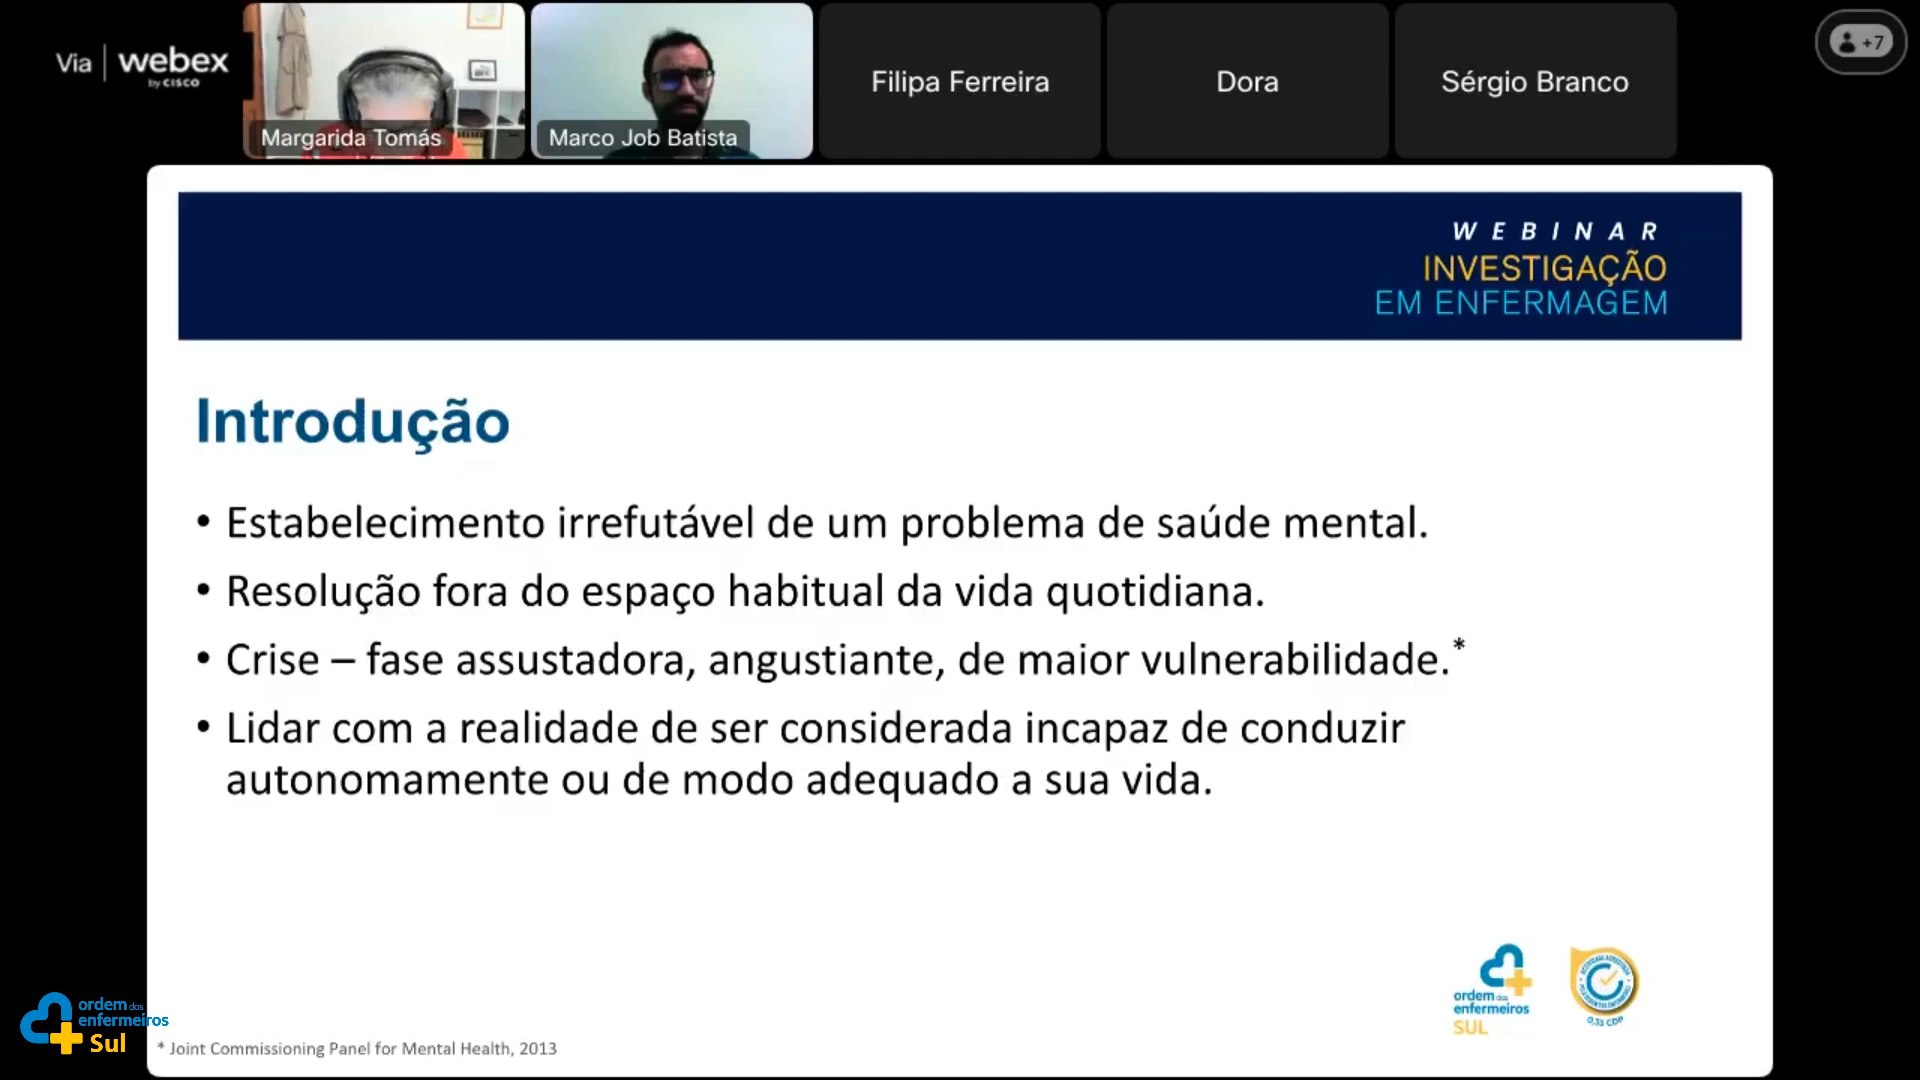 Via webex
by CISCO
Margarida Tomás
Marco Job Batista
Filipa Ferreira
Dora
Sérgio Branco
+7
WEBINAR
INVESTIGAÇÃO
EM ENFERMAGEM
Introdução
• Estabelecimento irrefutável de um problema de saúde mental.
• Resolução fora do espaço habitual da vida quotidiana.
• Crise – fase assustadora, angustiante, de maior vulnerabilidade.*
• Lidar com a realidade de ser considerada incapaz de conduzir
autonomamente ou de modo adequado a sua vida.
ordem dos
enfermeiros
SUL
0,35 CDP
ordem dos
enfermeiros
Sul
* Joint Commissioning Panel for Mental Health, 2013